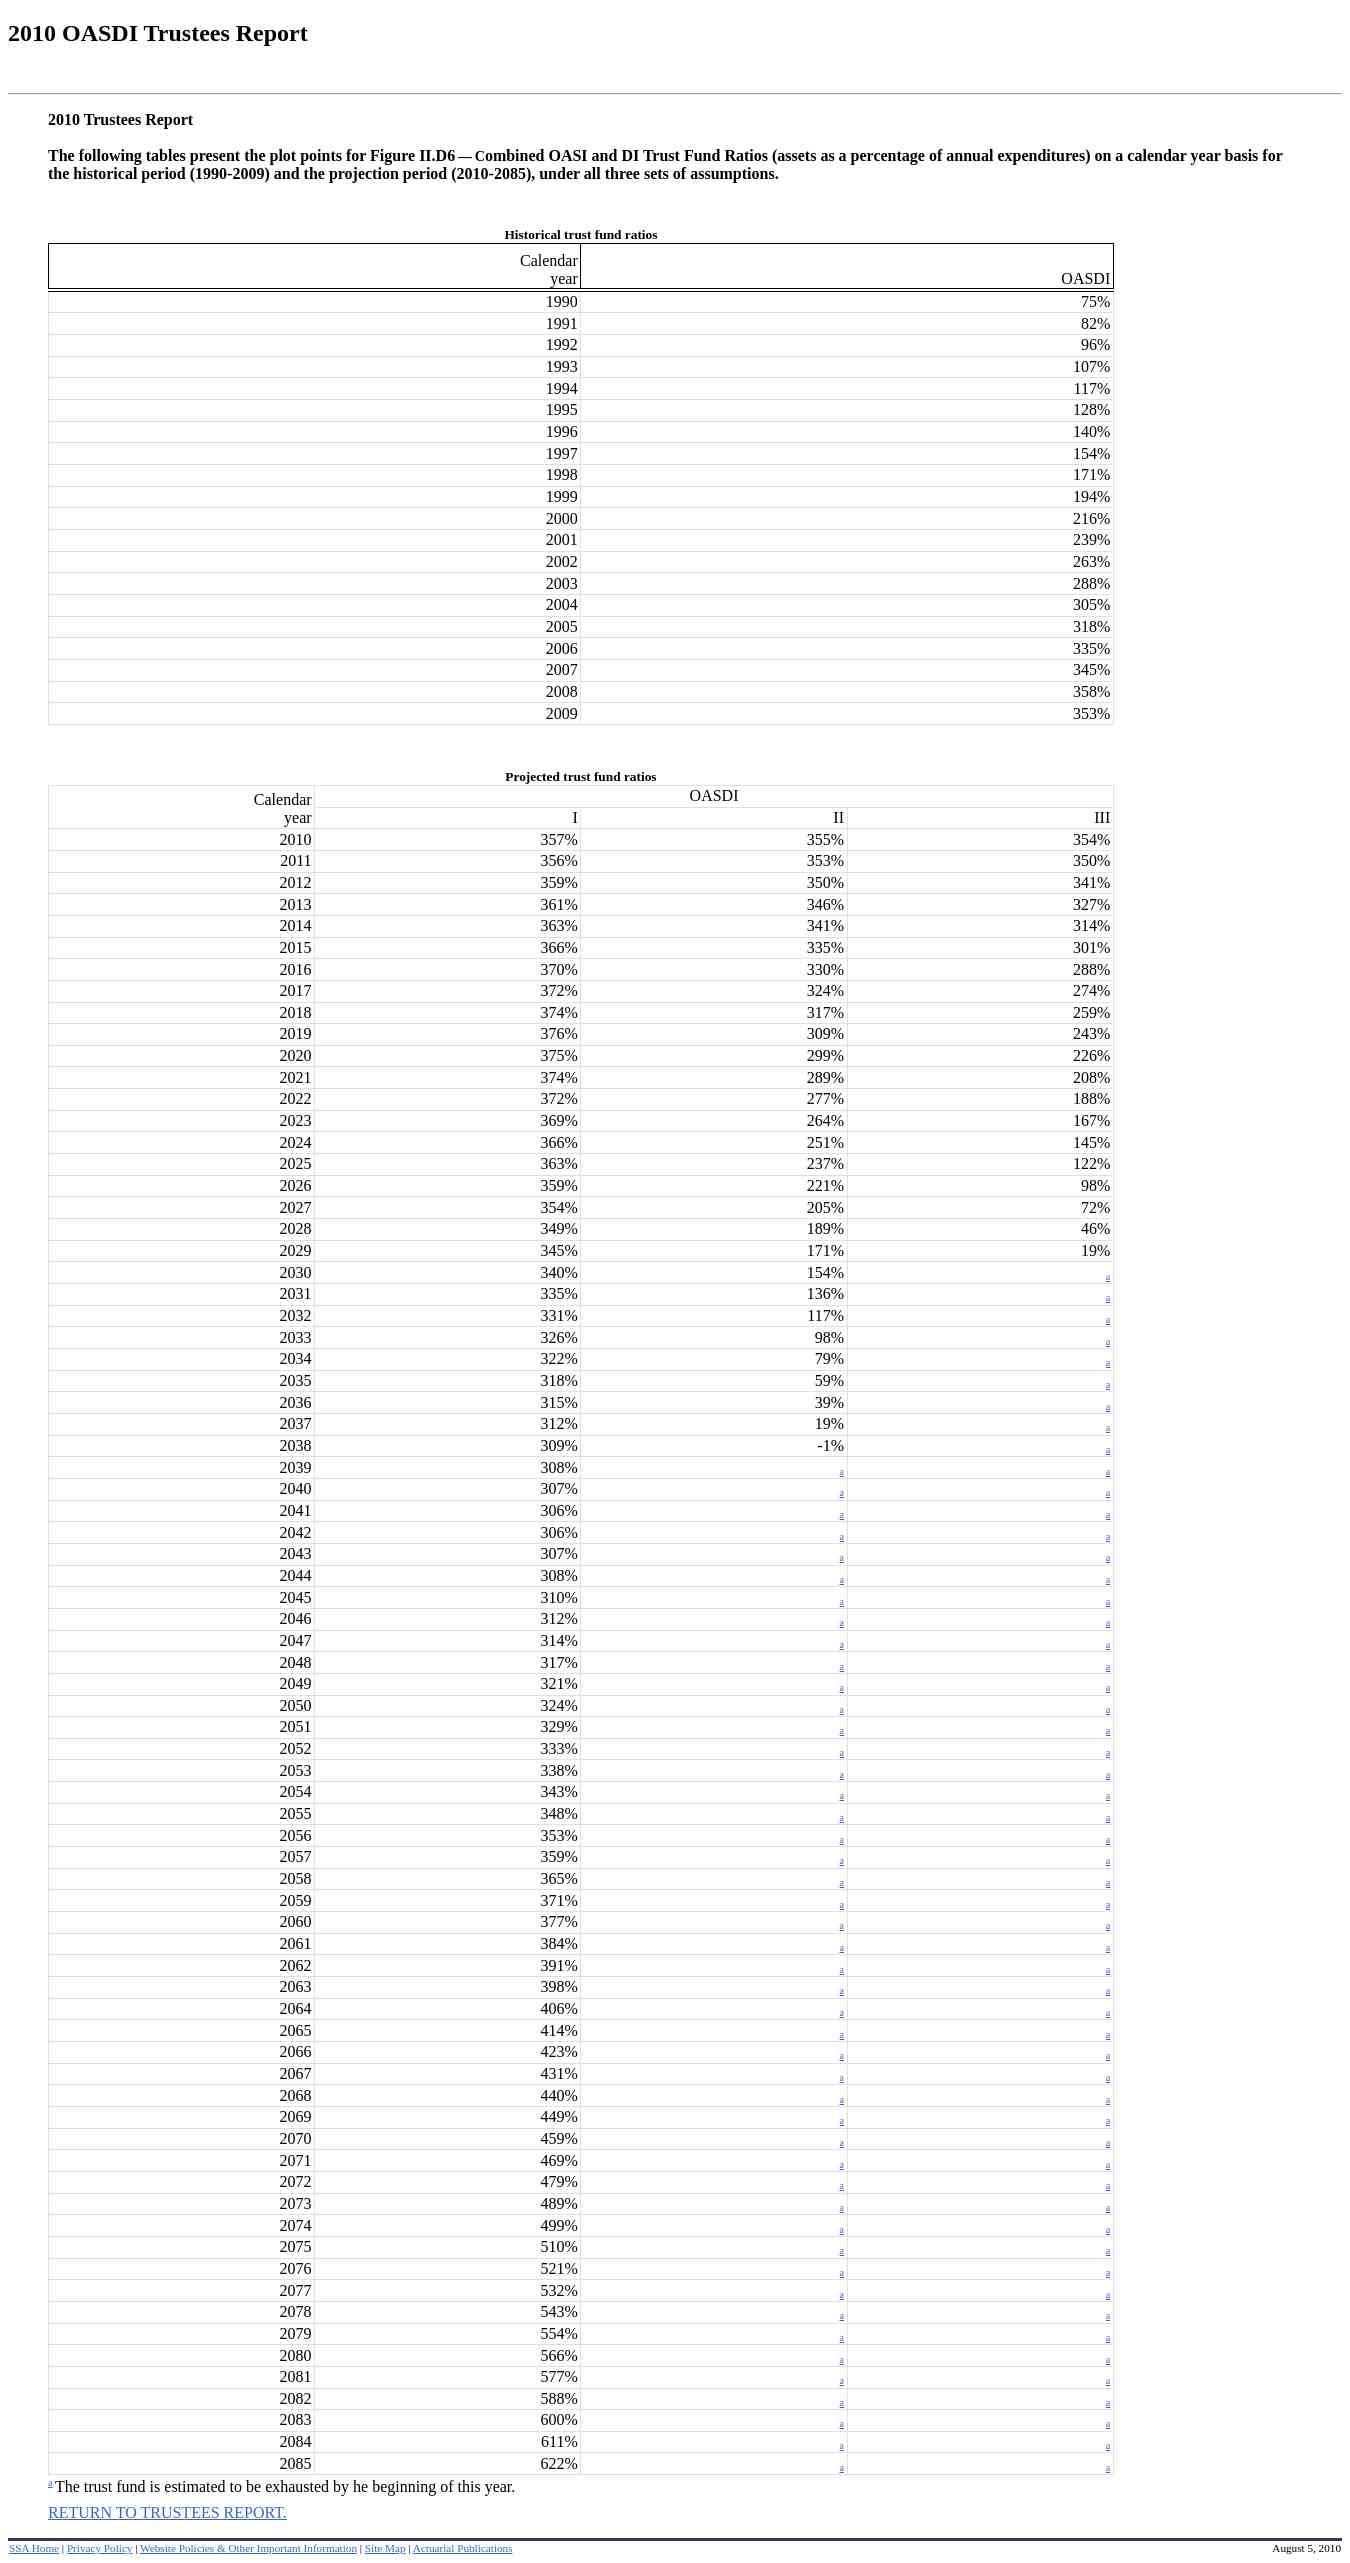 2010 OASDI Trustees Report
2010 Trustees Report
The following tables present the plot points for Figure II.D6 — Combined OASI and DI Trust Fund Ratios (assets as a percentage of annual expenditures) on a calendar year basis for
the historical period (1990-2009) and the projection period (2010-2085), under all three sets of assumptions.
Historical trust fund ratios
Calendar
year OASDI
1990 75%
1991 82%
1992 96%
1993 107%
1994 117%
1995 128%
1996 140%
1997 154%
1998 171%
1999 194%
2000 216%
2001 239%
2002 263%
2003 288%
2004 305%
2005 318%
2006 335%
2007 345%
2008 358%
2009 353%
Projected trust fund ratios
Calendar
year OASDI
I II III
2010 357% 355% 354%
2011 356% 353% 350%
2012 359% 350% 341%
2013 361% 346% 327%
2014 363% 341% 314%
2015 366% 335% 301%
2016 370% 330% 288%
2017 372% 324% 274%
2018 374% 317% 259%
2019 376% 309% 243%
2020 375% 299% 226%
2021 374% 289% 208%
2022 372% 277% 188%
2023 369% 264% 167%
2024 366% 251% 145%
2025 363% 237% 122%
2026 359% 221% 98%
2027 354% 205% 72%
2028 349% 189% 46%
2029 345% 171% 19%
2030 340% 154% a
2031 335% 136% a
2032 331% 117% a
2033 326% 98% a
2034 322% 79% a
2035 318% 59% a
2036 315% 39% a
2037 312% 19% a
2038 309% -1% a
2039 308% a a
2040 307% a a
2041 306% a a
2042 306% a a
2043 307% a a
2044 308% a a
2045 310% a a
2046 312% a a
2047 314% a a
2048 317% a a
2049 321% a a
2050 324% a a
2051 329% a a
2052 333% a a
2053 338% a a
2054 343% a a
2055 348% a a
2056 353% a a
2057 359% a a
2058 365% a a
2059 371% a a
2060 377% a a
2061 384% a a
2062 391% a a
2063 398% a a
2064 406% a a
2065 414% a a
2066 423% a a
2067 431% a a
2068 440% a a
2069 449% a a
2070 459% a a
2071 469% a a
2072 479% a a
2073 489% a a
2074 499% a a
2075 510% a a
2076 521% a a
2077 532% a a
2078 543% a a
2079 554% a a
2080 566% a a
2081 577% a a
2082 588% a a
2083 600% a a
2084 611% a a
2085 622% a a
a The trust fund is estimated to be exhausted by he beginning of this year.
RETURN TO TRUSTEES REPORT.
SSA Home | Privacy Policy | Website Policies & Other Important Information | Site Map | Actuarial Publications August 5, 2010